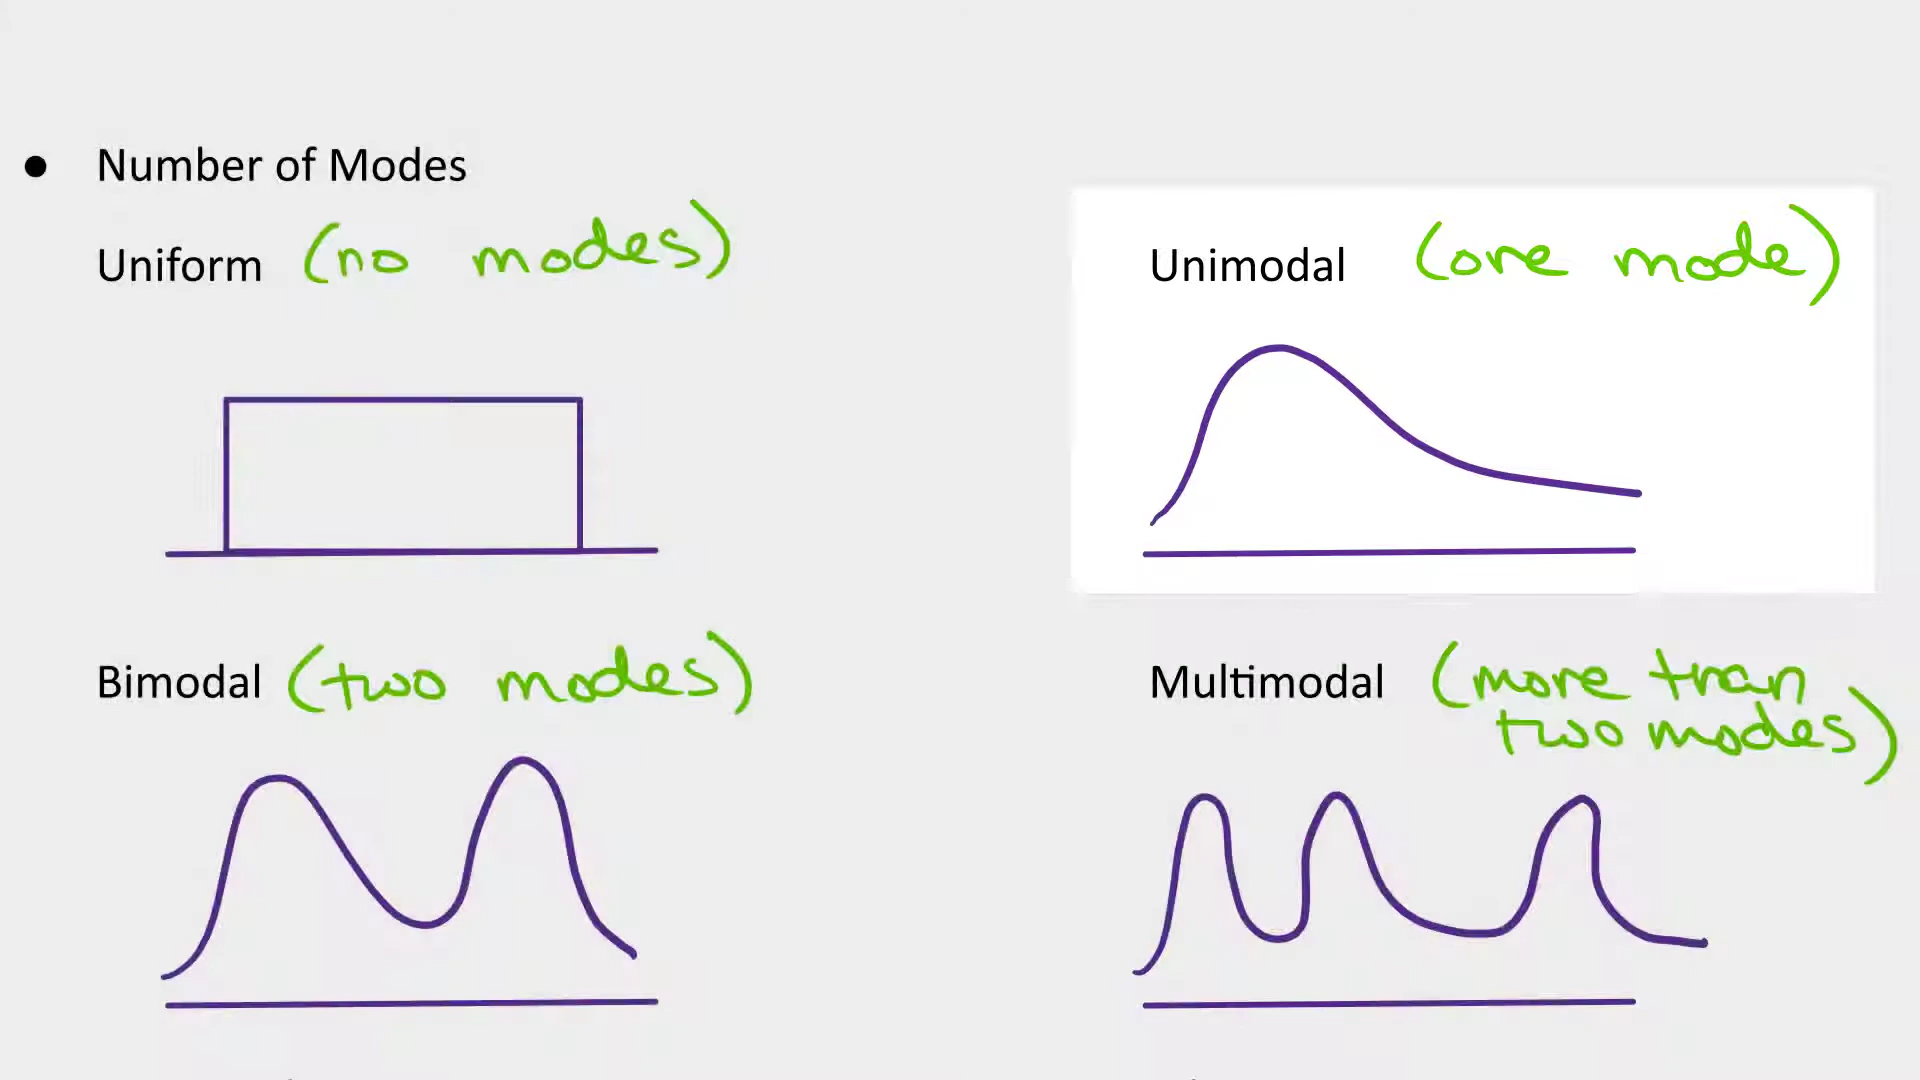 ● Number of Modes
Uniform (no modes)
Unimodal (one mode)
Bimodal (two modes)
Multimodal (more than
two modes)